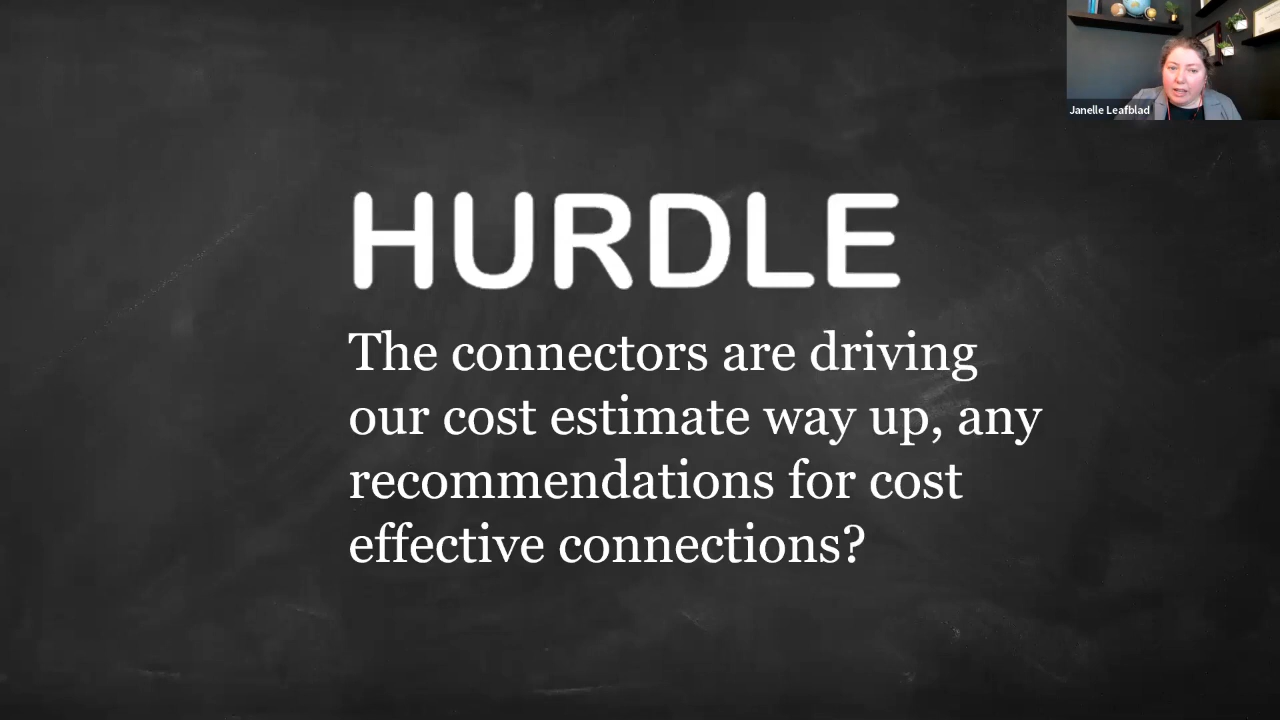 Janelle Leafblad
HURDLE
The connectors are driving
our cost estimate way up, any
recommendations for cost
effective connections?